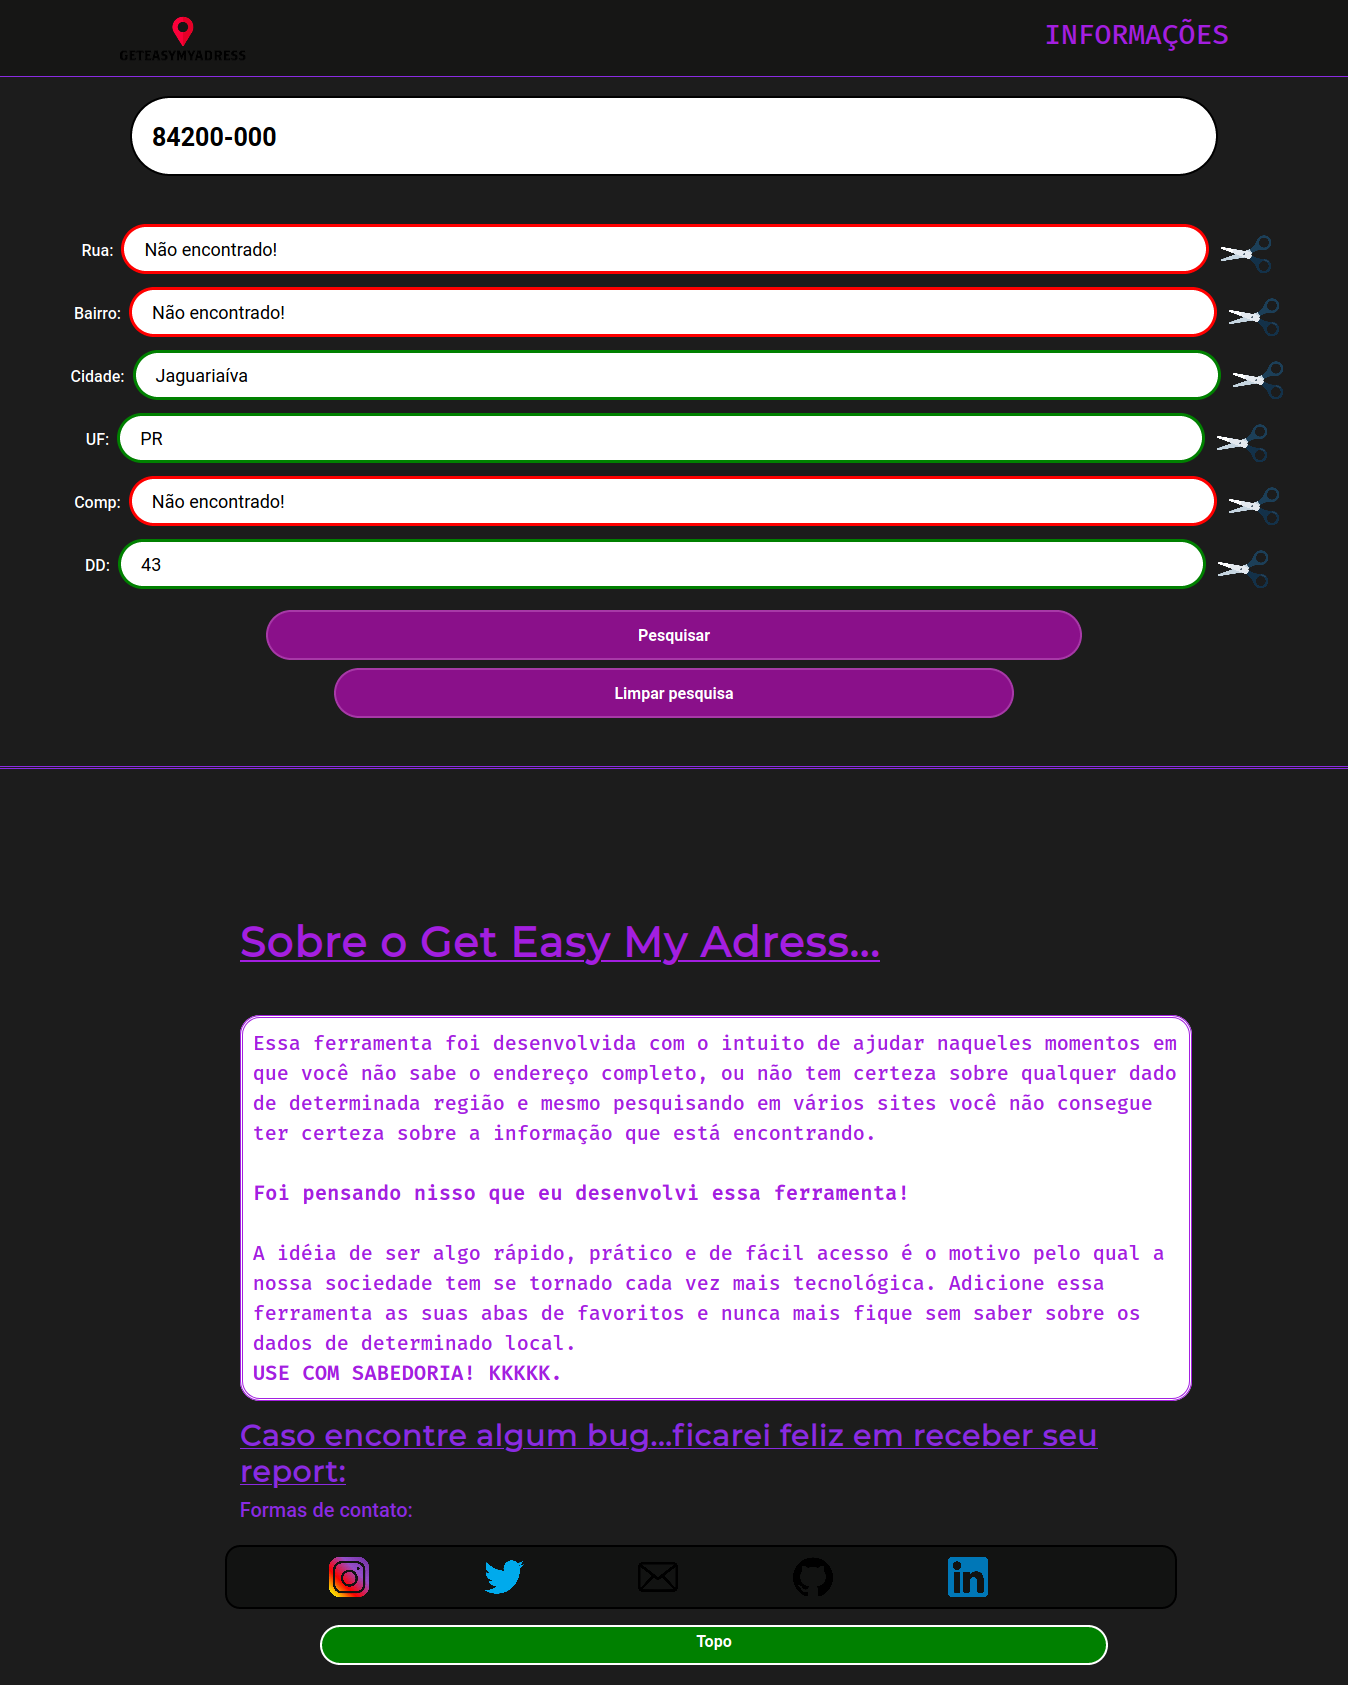 GETEASYMYADRESS
INFORMAÇÕES
84200-000
Rua: Não encontrado!
Bairro: Não encontrado!
Cidade: Jaguariaíva
UF: PR
Comp: Não encontrado!
DD: 43
Pesquisar
Limpar pesquisa
Sobre o Get Easy My Adress...
Essa ferramenta foi desenvolvida com o intuito de ajudar naqueles momentos em
que você não sabe o endereço completo, ou não tem certeza sobre qualquer dado
de determinada região e mesmo pesquisando em vários sites você não consegue
ter certeza sobre a informação que está encontrando.
Foi pensando nisso que eu desenvolvi essa ferramenta!
A idéia de ser algo rápido, prático e de fácil acesso é o motivo pelo qual a
nossa sociedade tem se tornado cada vez mais tecnológica. Adicione essa
ferramenta as suas abas de favoritos e nunca mais fique sem saber sobre os
dados de determinado local.
USE COM SABEDORIA! KKKKK.
Caso encontre algum bug...ficarei feliz em receber seu
report:
Formas de contato:
in
Topo